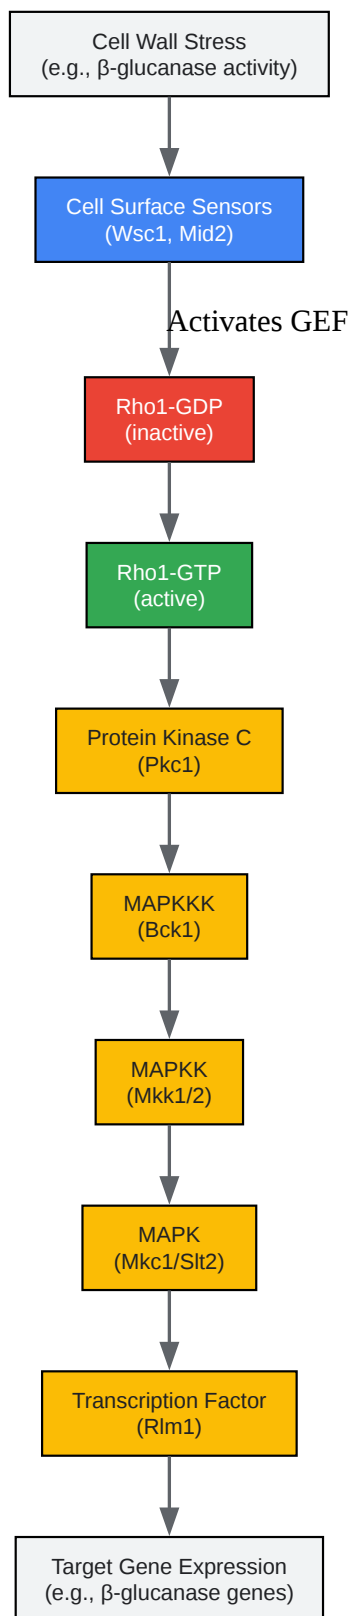 Cell Wall Stress
(e.g., β-glucanase activity)
Cell Surface Sensors
(Wsc1, Mid2)
Activates GEF
Rho1-GDP
(inactive)
Rho1-GTP
(active)
Protein Kinase C
(Pkc1)
MAPKKK
(Bck1)
MAPKK
(Mkk1/2)
MAPK
(Mkc1/Slt2)
Transcription Factor
(Rlm1)
Target Gene Expression
(e.g., β-glucanase genes)